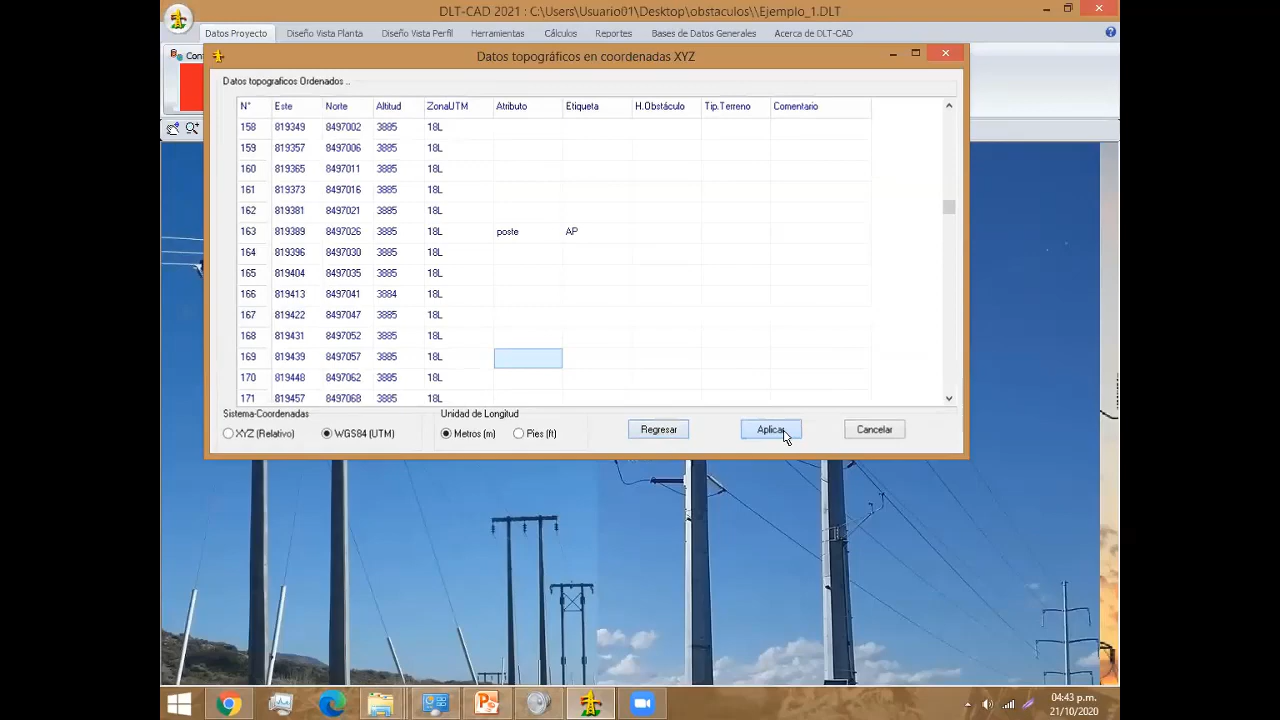 DLT-CAD 2021 : C:\Users\Usuario01\Desktop\obstaculos\\Ejemplo_1.DLT
Datos Proyecto Diseño Vista Planta Diseño Vista Perfil Herramientas Cálculos Reportes Bases de Datos Generales Acerca de DLT-CAD
Datos topográficos en coordenadas XYZ
Datos topograficos Ordenados ..
N° Este Norte Altitud ZonaUTM Atributo Etiqueta H.Obstáculo Tip.Terreno Comentario
158 819349 8497002 3885 18L
159 819357 8497006 3885 18L
160 819365 8497011 3885 18L
161 819373 8497016 3885 18L
162 819381 8497021 3885 18L
163 819389 8497026 3885 18L poste AP
164 819396 8497030 3885 18L
165 819404 8497035 3885 18L
166 819413 8497041 3884 18L
167 819422 8497047 3885 18L
168 819431 8497052 3885 18L
169 819439 8497057 3885 18L
170 819448 8497062 3885 18L
171 819457 8497068 3885 18L
Sistema-Coordenadas Unidad de Longitud
XYZ (Relativo) WGS84 (UTM) Metros (m) Pies (ft) Regresar Aplicar Cancelar
04:43 p.m.
21/10/2020